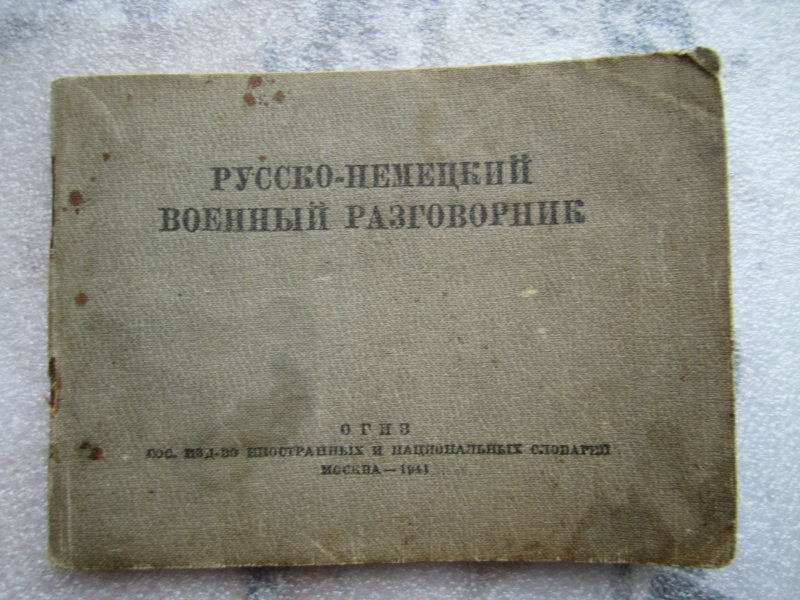 РУССКО-НЕМЕЦКИЙ
ВОЕННЫЙ РАЗГОВОРНИК
ОГИЗ
ГОС. ИЗД-ВО ИНОСТРАННЫХ И НАЦИОНАЛЬНЫХ СЛОВАРЕЙ
МОСКВА — 1941